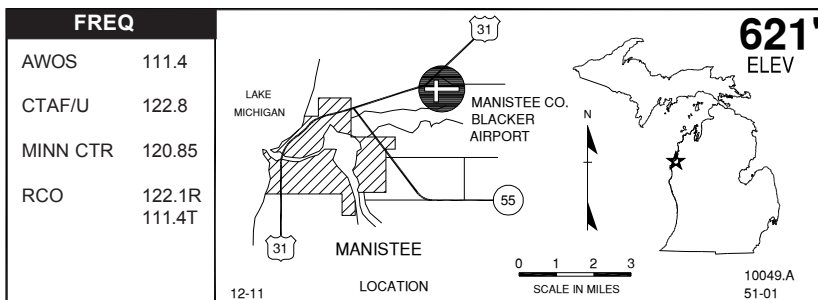 FREQ
AWOS 111.4
CTAF/U 122.8
MINN CTR 120.85
RCO 122.1R
111.4T
31
LAKE
MICHIGAN
MANISTEE CO.
BLACKER
AIRPORT
55
31
MANISTEE
12-11
LOCATION
N
0 1 2 3
SCALE IN MILES
621'
ELEV
10049.A
51-01